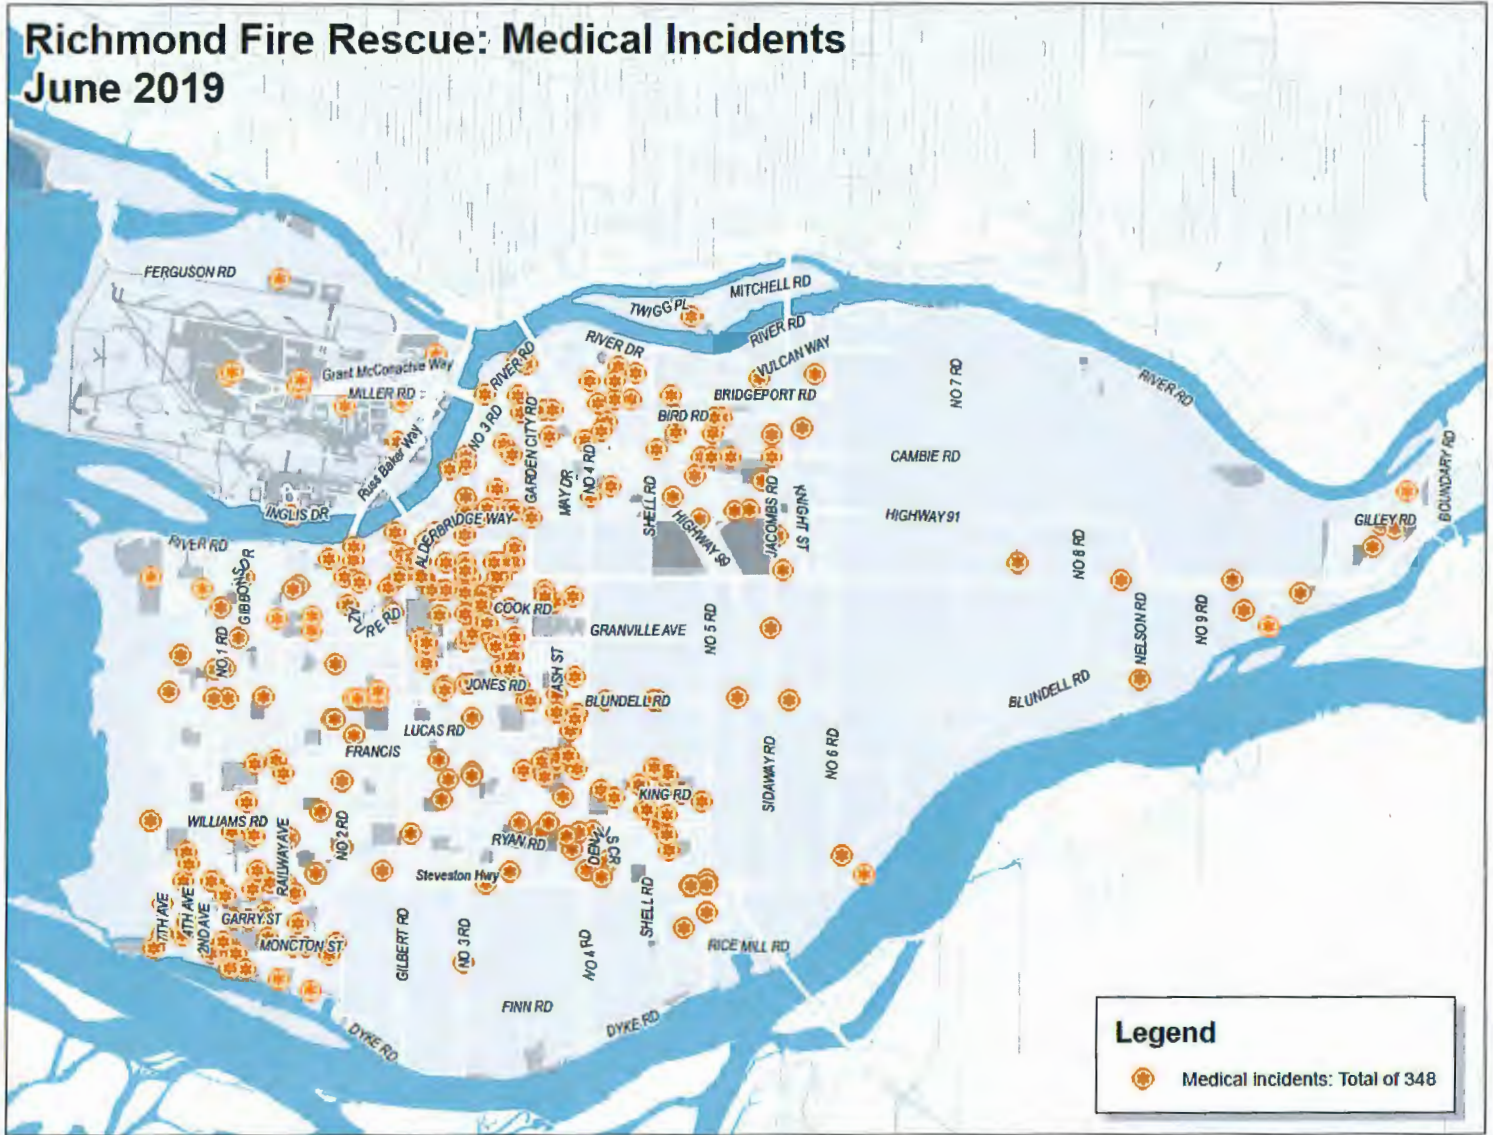 Richmond Fire Rescue: Medical Incidents
June 2019
FERGUSON RD
MITCHELL RD
TWIGG PL
RIVER RD
RIVER DR
VULCAN WAY
RIVER RD
Grant McConachie Way
MILLER RD
BRIDGEPORT RD
NO 7 RD
RIVER RD
BIRD RD
NO 3 RD
GARDEN CITY RD
Russ Baker Way
CAMBIE RD
BOUNDARY RD
NO 4 RD
MAY DR
SHELL RD
JACOBS RD
KNIGHT ST
INGLIS DR
ALDERBRIDGE WAY
HIGHWAY 99
HIGHWAY 91
GILLEY RD
RIVER RD
GIBBONS DR
NO 8 RD
AZURE RD
COOK RD
NO 1 RD
GRANVILLE AVE
NO 5 RD
NELSON RD
NO 9 RD
ASH ST
JONES RD
BLUNDELL RD
BLUNDELL RD
LUCAS RD
FRANCIS
SIDAWAY RD
NO 6 RD
KING RD
WILLIAMS RD
RAILWAY AVE
NO 2 RD
RYAN RD
Steveston Hwy
7TH AVE
4TH AVE
2ND AVE
GARRY ST
MONCTON ST
GILBERT RD
NO 3 RD
NO 4 RD
SHELL RD
RICE MILL RD
FINN RD
DYKE RD
DYKE RD
Legend
Medical incidents: Total of 348